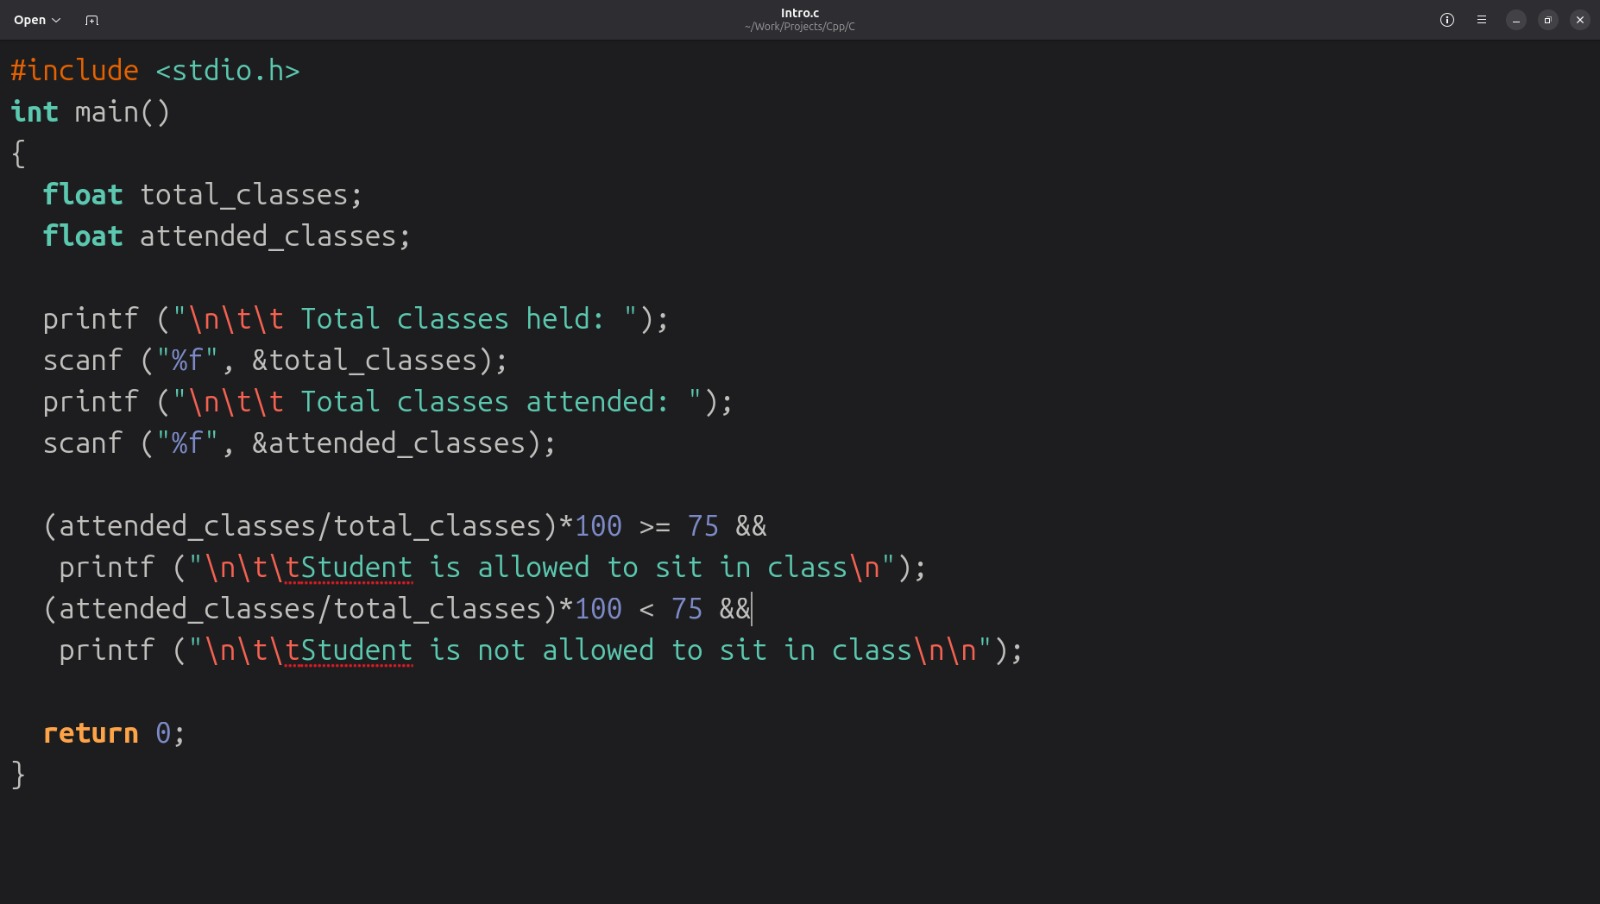 Open
Intro.c
~/Work/Projects/Cpp/C
#include <stdio.h>
int main()
{
  float total_classes;
  float attended_classes;

  printf ("\n\t\t Total classes held: ");
  scanf ("%f", &total_classes);
  printf ("\n\t\t Total classes attended: ");
  scanf ("%f", &attended_classes);

  (attended_classes/total_classes)*100 >= 75 &&
   printf ("\n\t\tStudent is allowed to sit in class\n");
  (attended_classes/total_classes)*100 < 75 &&
   printf ("\n\t\tStudent is not allowed to sit in class\n\n");

  return 0;
}